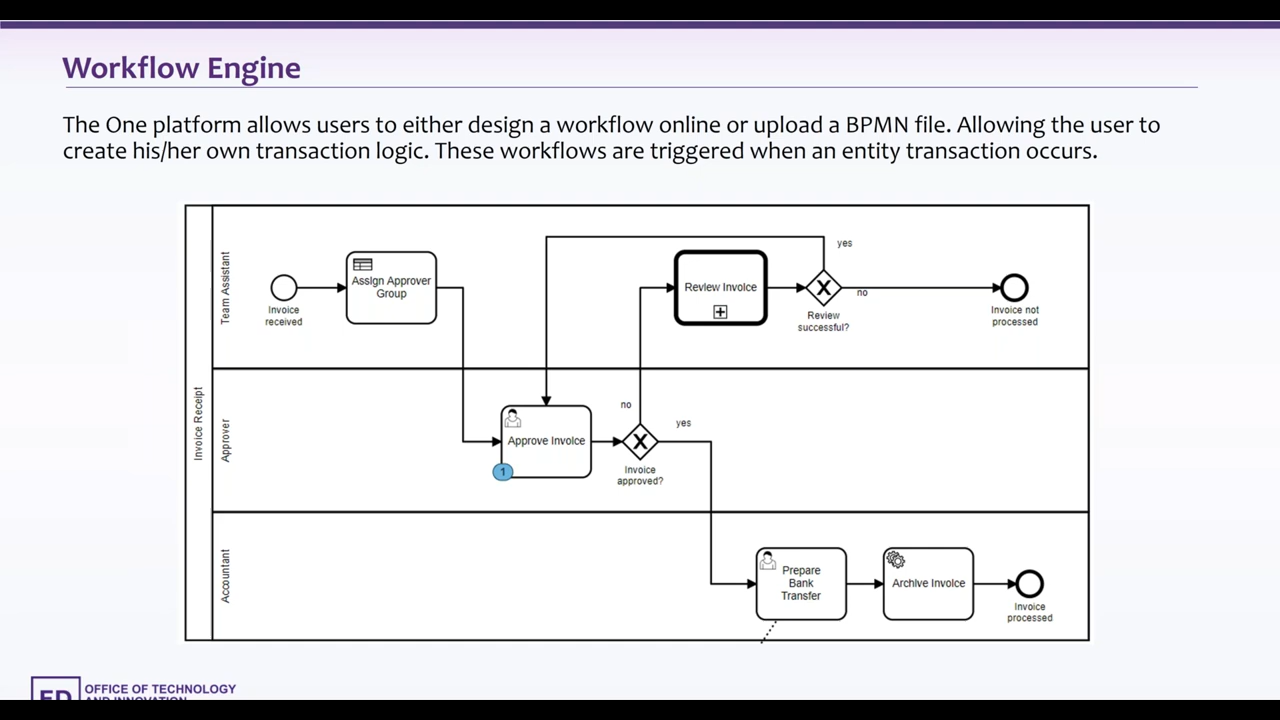 Workflow Engine
The One platform allows users to either design a workflow online or upload a BPMN file. Allowing the user to
create his/her own transaction logic. These workflows are triggered when an entity transaction occurs.
Invoice Receipt
Team Assistant
Invoice
received
Assign Approver
Group
Review Invoice
yes
no
Review
successful?
Invoice not
processed
Approver
Approve Invoice
1
no
yes
Invoice
approved?
Accountant
Prepare
Bank
Transfer
Archive Invoice
Invoice
processed
ED
OFFICE OF TECHNOLOGY
AND INNOVATION